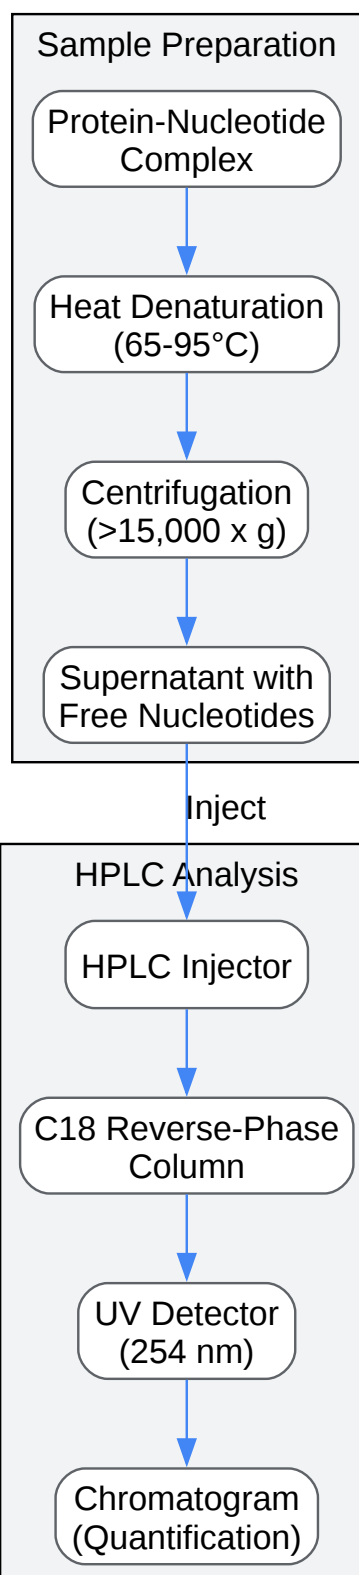 Sample Preparation
Protein-Nucleotide
Complex
Heat Denaturation
(65-95°C)
Centrifugation
(>15,000 x g)
Supernatant with
Free Nucleotides
Inject
HPLC Analysis
HPLC Injector
C18 Reverse-Phase
Column
UV Detector
(254 nm)
Chromatogram
(Quantification)